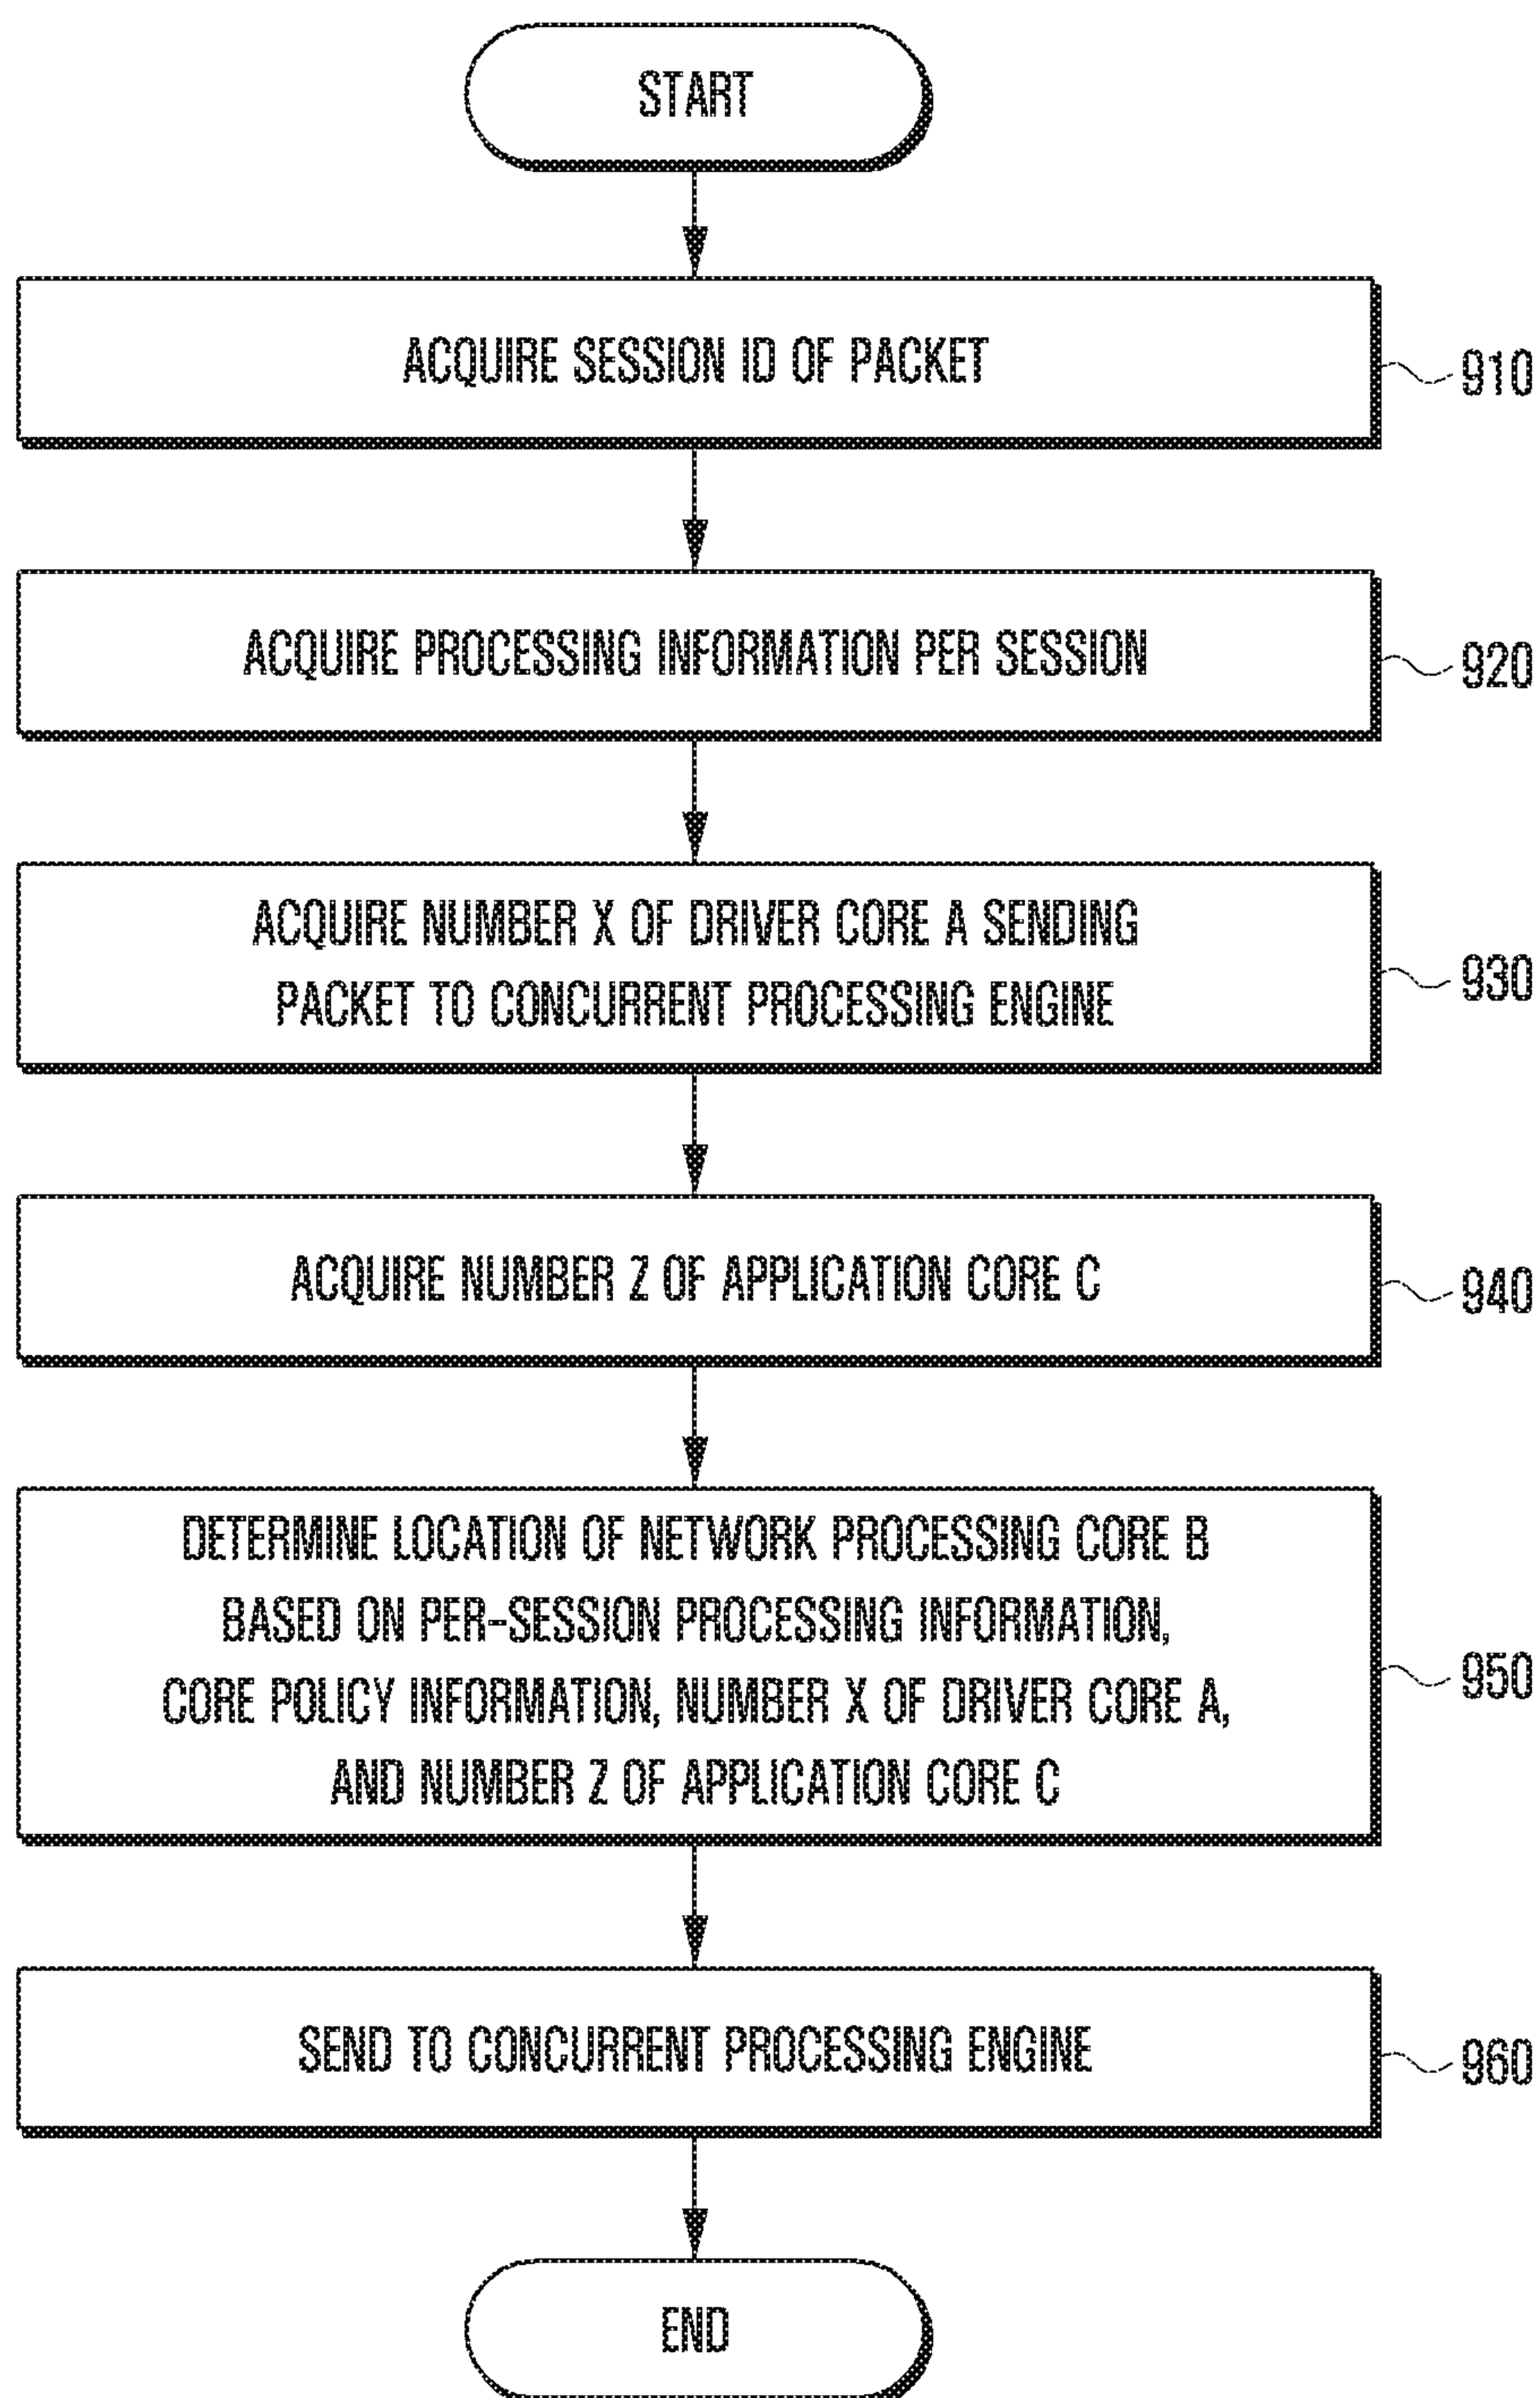 START
ACQUIRE SESSION ID OF PACKET
910
ACQUIRE PROCESSING INFORMATION PER SESSION
920
ACQUIRE NUMBER X OF DRIVER CORE A SENDING
PACKET TO CONCURRENT PROCESSING ENGINE
930
ACQUIRE NUMBER Z OF APPLICATION CORE C
940
DETERMINE LOCATION OF NETWORK PROCESSING CORE B
BASED ON PER-SESSION PROCESSING INFORMATION,
CORE POLICY INFORMATION, NUMBER X OF DRIVER CORE A,
AND NUMBER Z OF APPLICATION CORE C
950
SEND TO CONCURRENT PROCESSING ENGINE
960
END